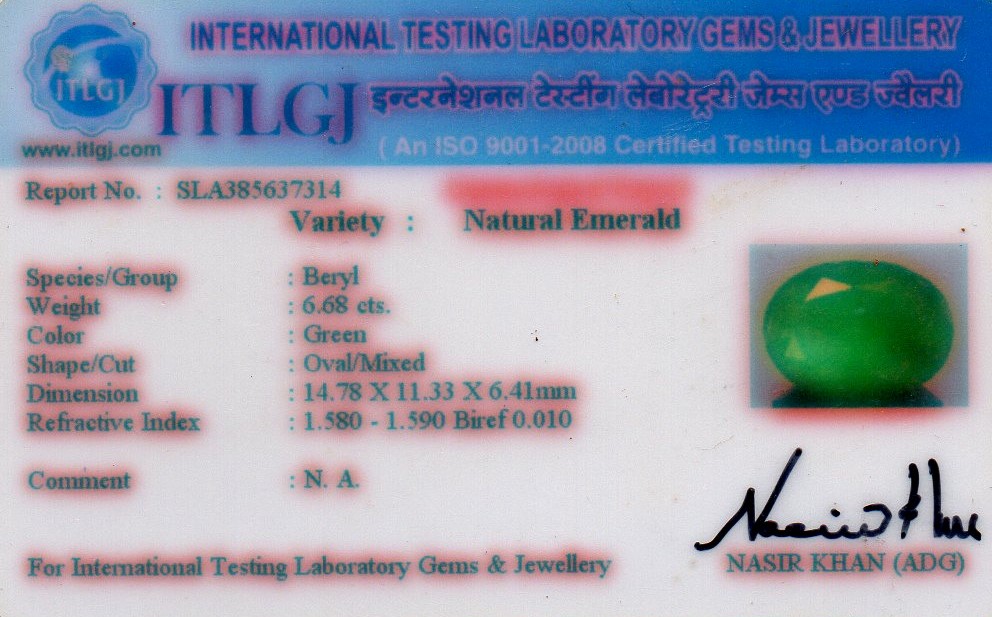 INTERNATIONAL TESTING LABORATORY GEMS & JEWELLERY
ITLGJ
ITLGJ इन्टरनेशनल टेस्टींग लेबोरेट्ररी जेम्स एण्ड ज्वैलरी
www.itlgj.com
( An ISO 9001-2008 Certified Testing Laboratory)
Report No. : SLA385637314
Variety : Natural Emerald
Species/Group : Beryl
Weight : 6.68 cts.
Color : Green
Shape/Cut : Oval/Mixed
Dimension : 14.78 X 11.33 X 6.41mm
Refractive Index : 1.580 - 1.590 Biref 0.010
Comment : N. A.
For International Testing Laboratory Gems & Jewellery
NASIR KHAN (ADG)